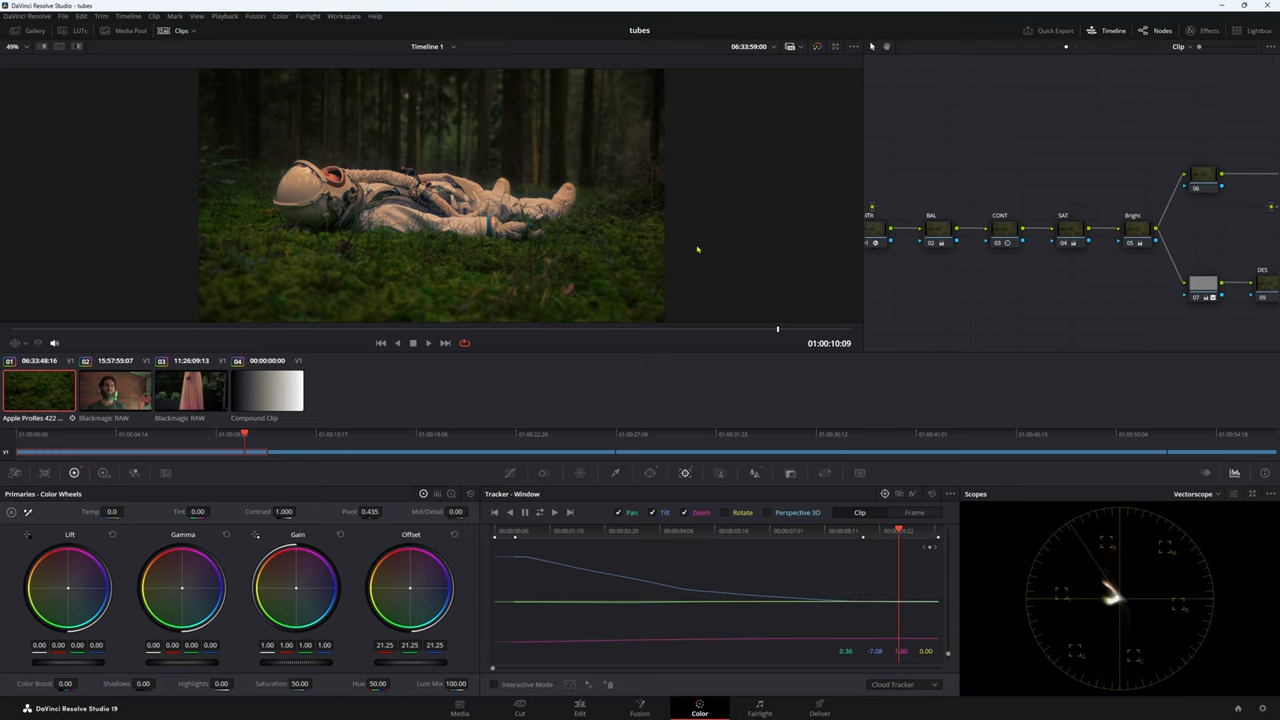 DaVinci Resolve Studio - tubes
DaVinci Resolve File Edit Trim Timeline Clip Mark View Playback Fusion Color Fairlight Workspace Help
Gallery LUTs Media Pool Clips tubes Quick Export Timeline Nodes Effects Lightbox
49% Timeline 1 06:33:59:00 Clip
06
BAL CONT SAT Bright
02 03 04 05
DES
07 09
01:00:10:09
01 06:33:48:16 V1 02 15:57:55:07 V1 03 11:26:09:13 V1 04 00:00:00:00 V1
Apple ProRes 422 ... Blackmagic RAW Blackmagic RAW Compound Clip
01:00:00:00 01:00:04:14 01:00:13:17 01:00:18:06 01:00:22:20 01:00:27:09 01:00:31:23 01:00:36:12 01:00:41:01 01:00:45:15 01:00:50:04 01:00:54:18
V1
Primaries - Color Wheels Tracker - Window Scopes Vectorscope
Temp 0.0 Tint 0.00 Contrast 1.000 Pivot 0.435 Mid/Detail 0.00 Pan Tilt Zoom Rotate Perspective 3D Clip Frame
00:00:00:00 00:00:01:10 00:00:02:20 00:00:04:06 00:00:05:16 00:00:07:01 00:00:08:11
Lift Gamma Gain Offset
0.00 0.00 0.00 0.00 0.00 0.00 0.00 0.00 1.00 1.00 1.00 1.00 21.25 21.25 21.25
0.36 -7.08 1.00 0.00
Color Boost 0.00 Shadows 0.00 Highlights 0.00 Saturation 50.00 Hue 50.00 Lum Mix 100.00 Interactive Mode Cloud Tracker
DaVinci Resolve Studio 19 Media Cut Edit Fusion Color Fairlight Deliver